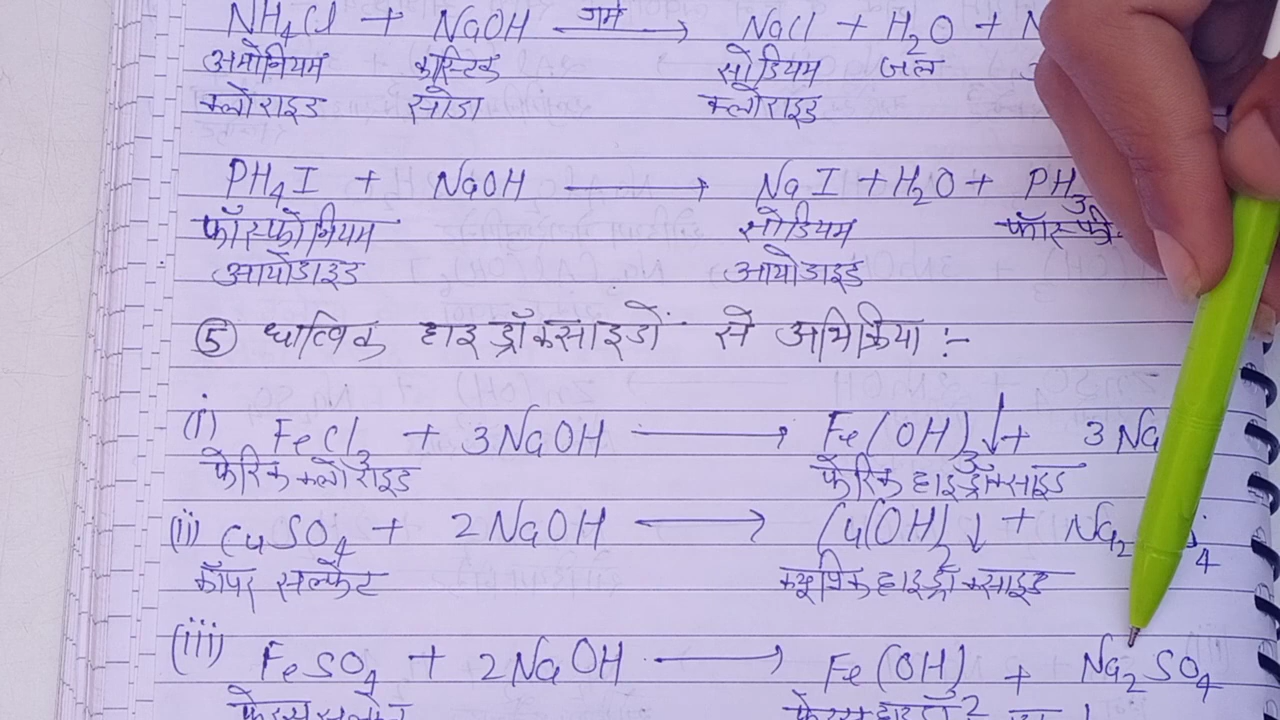 NH₄Cl + NaOH गर्म⟶ NaCl + H₂O + N
अमोनियम कास्टिक सोडियम जल
क्लोराइड सोडा क्लोराइड
PH₄I + NaOH ⟶ NaI + H₂O + PH₃
फॉस्फोनियम सोडियम फॉस्फी
आयोडाइड आयोडाइड
⑤ धात्विक हाइड्रॉक्साइडों से अभिक्रिया :-
(i) FeCl₃ + 3NaOH ⟶ Fe(OH)₃↓ + 3Na
फेरिक क्लोराइड फेरिक हाइड्रॉक्साइड
(ii) CuSO₄ + 2NaOH ⟶ Cu(OH)₂↓ + Na₂ ₄
कॉपर सल्फेट क्यूप्रिक हाइड्रॉक्साइड
(iii) FeSO₄ + 2NaOH ⟶ Fe(OH)₂ + Na₂SO₄